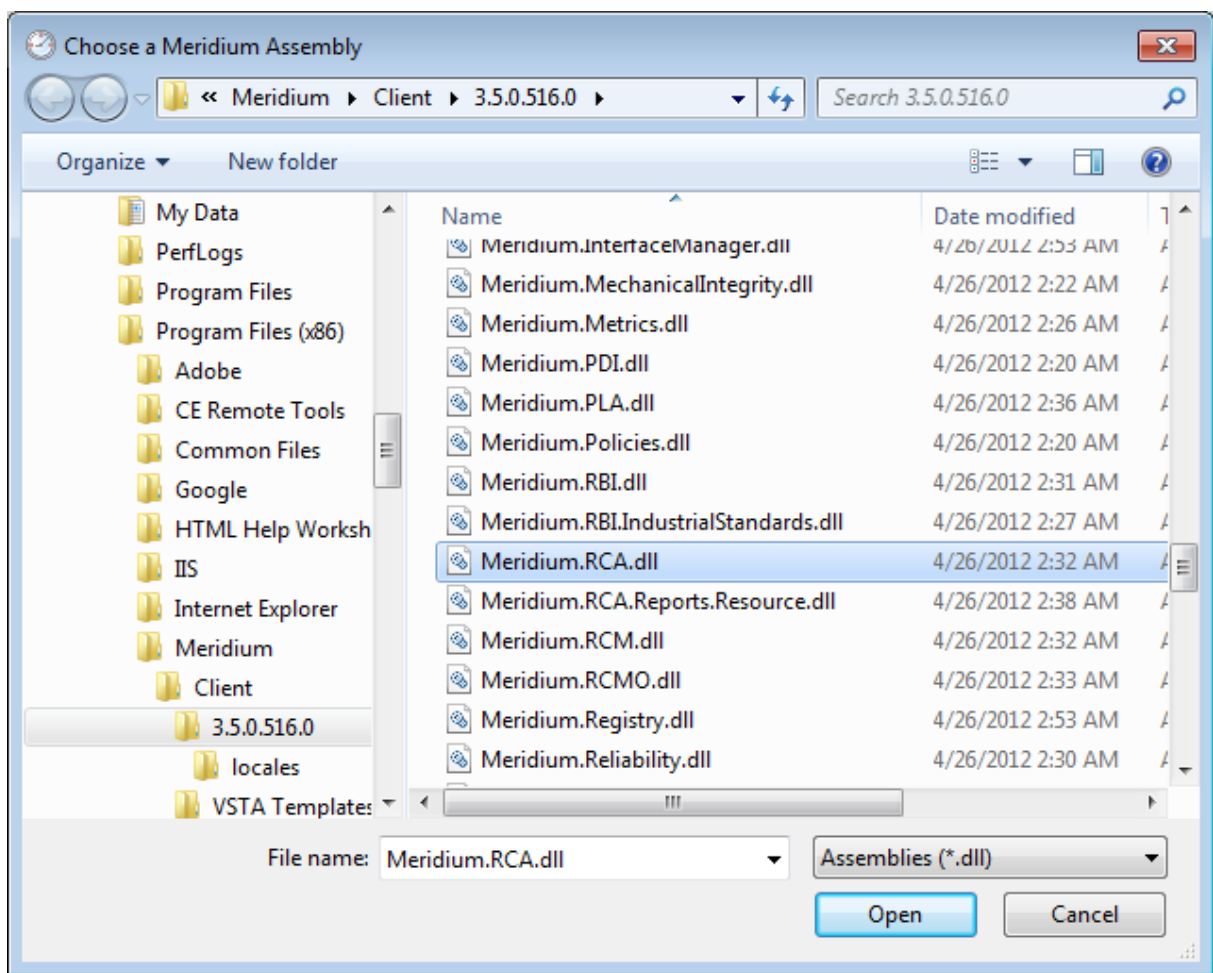 Choose a Meridium Assembly
« Meridium Client 3.5.0.516.0 Search 3.5.0.516.0
Organize New folder
My Data
PerfLogs
Program Files
Program Files (x86)
Adobe
CE Remote Tools
Common Files
Google
HTML Help Worksh
IIS
Internet Explorer
Meridium
Client
3.5.0.516.0
locales
VSTA Templates
Name Date modified T
Meridium.InterfaceManager.dll 4/26/2012 2:53 AM A
Meridium.MechanicalIntegrity.dll 4/26/2012 2:22 AM A
Meridium.Metrics.dll 4/26/2012 2:26 AM A
Meridium.PDI.dll 4/26/2012 2:20 AM A
Meridium.PLA.dll 4/26/2012 2:36 AM A
Meridium.Policies.dll 4/26/2012 2:20 AM A
Meridium.RBI.dll 4/26/2012 2:31 AM A
Meridium.RBI.IndustrialStandards.dll 4/26/2012 2:27 AM A
Meridium.RCA.dll 4/26/2012 2:32 AM A
Meridium.RCA.Reports.Resource.dll 4/26/2012 2:38 AM A
Meridium.RCM.dll 4/26/2012 2:32 AM A
Meridium.RCMO.dll 4/26/2012 2:33 AM A
Meridium.Registry.dll 4/26/2012 2:53 AM A
Meridium.Reliability.dll 4/26/2012 2:30 AM A
File name: Meridium.RCA.dll Assemblies (*.dll)
Open Cancel